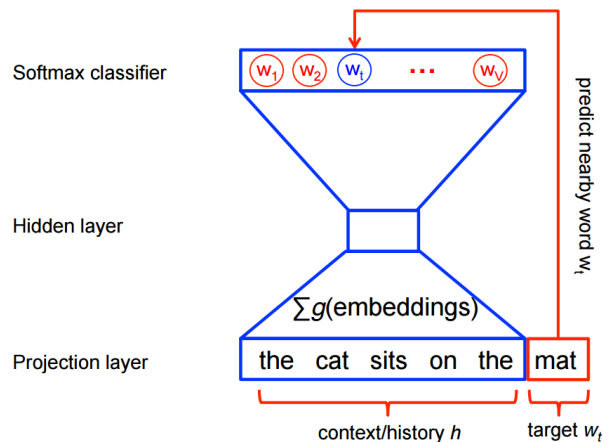 Softmax classifier
w1 w2 wt ... wV
predict nearby word wt
Hidden layer
∑g(embeddings)
Projection layer
the cat sits on the mat
context/history h
target wt